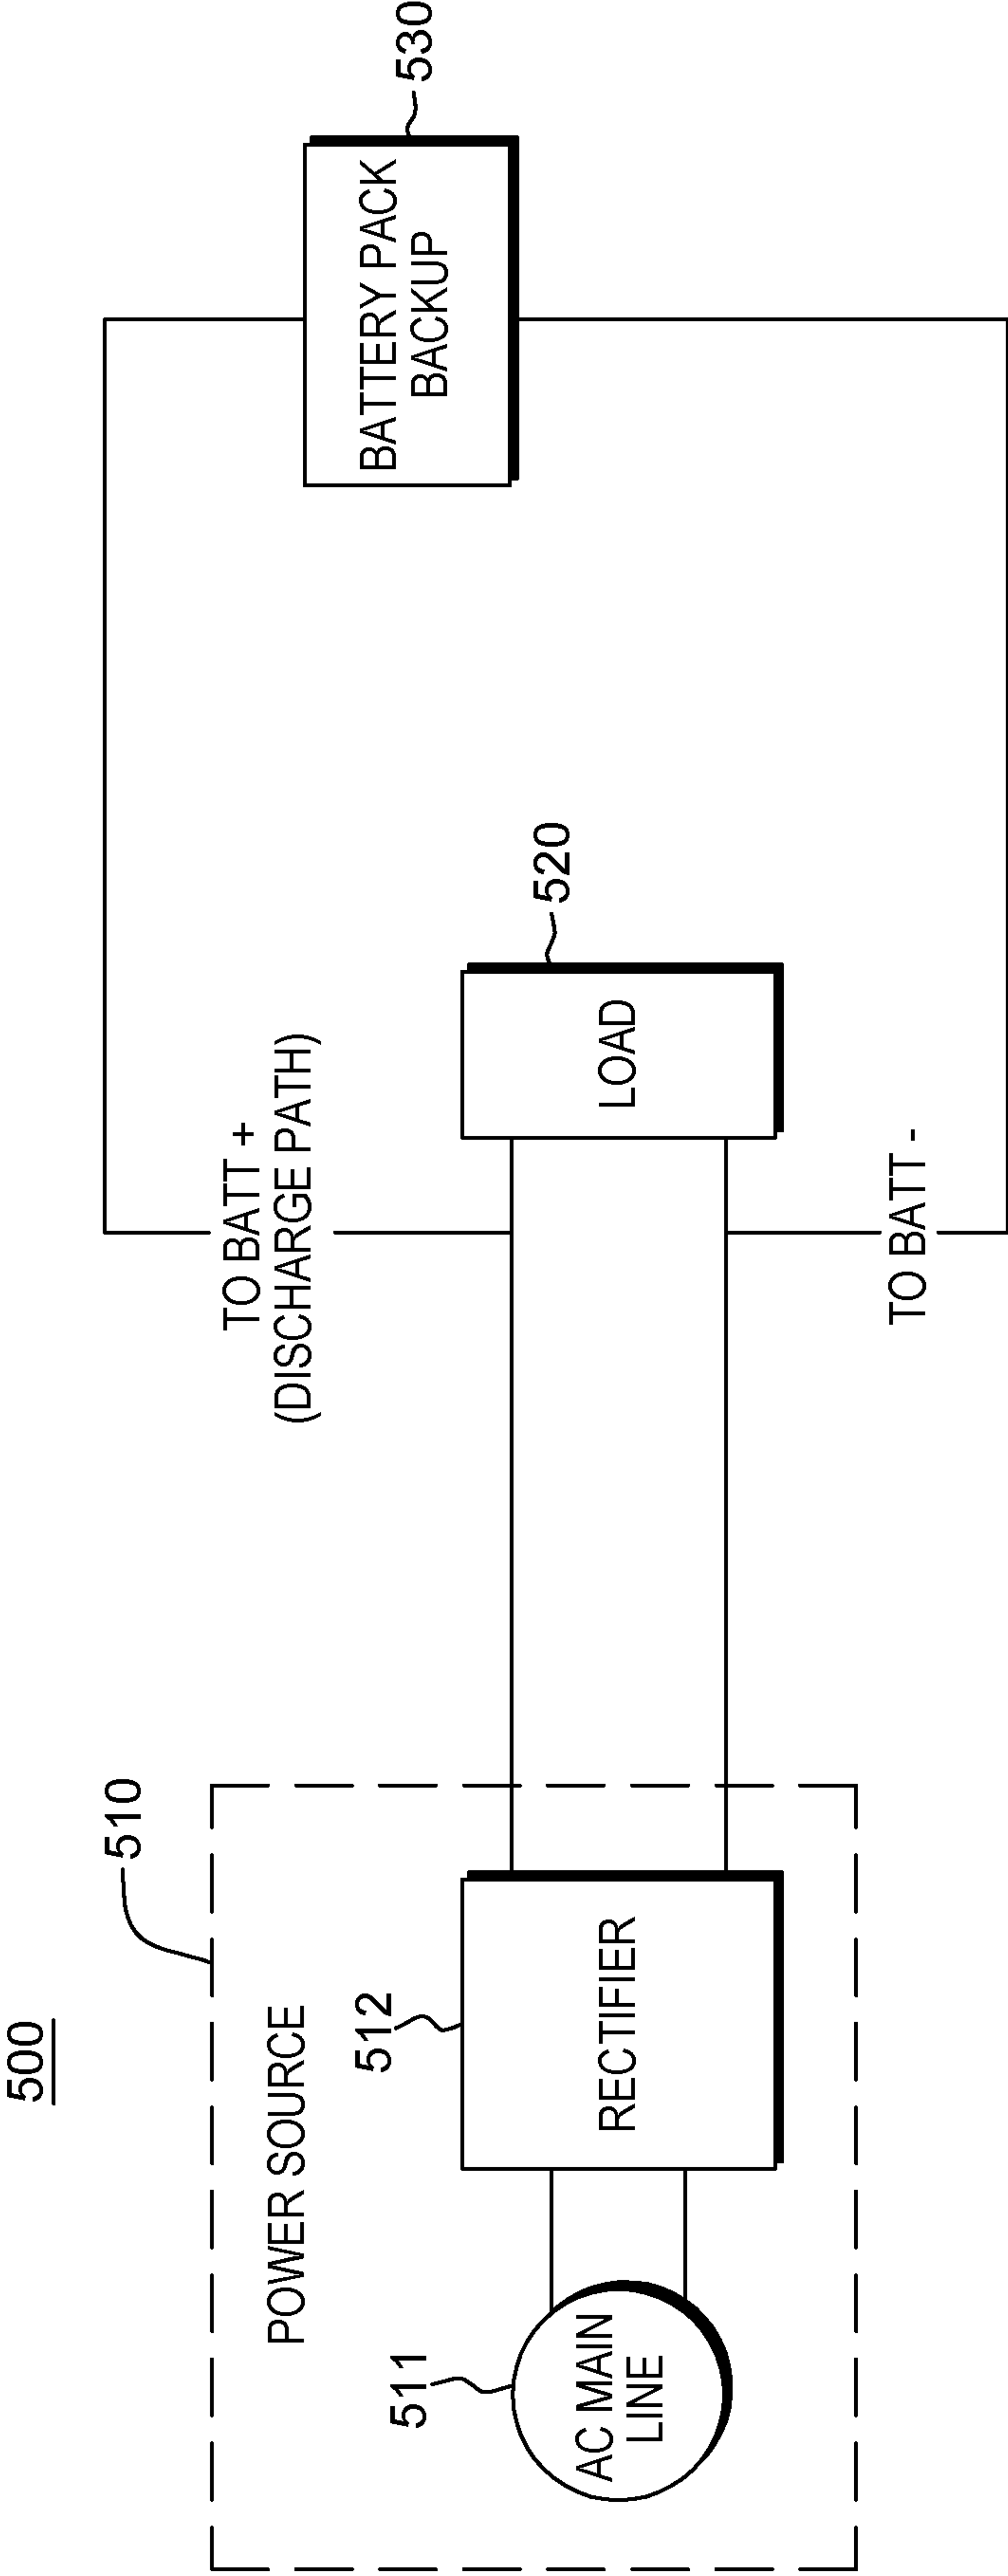 500
510
POWER SOURCE
511
AC MAIN
LINE
512
RECTIFIER
TO BATT +
(DISCHARGE PATH)
LOAD
520
TO BATT -
BATTERY PACK
BACKUP
530